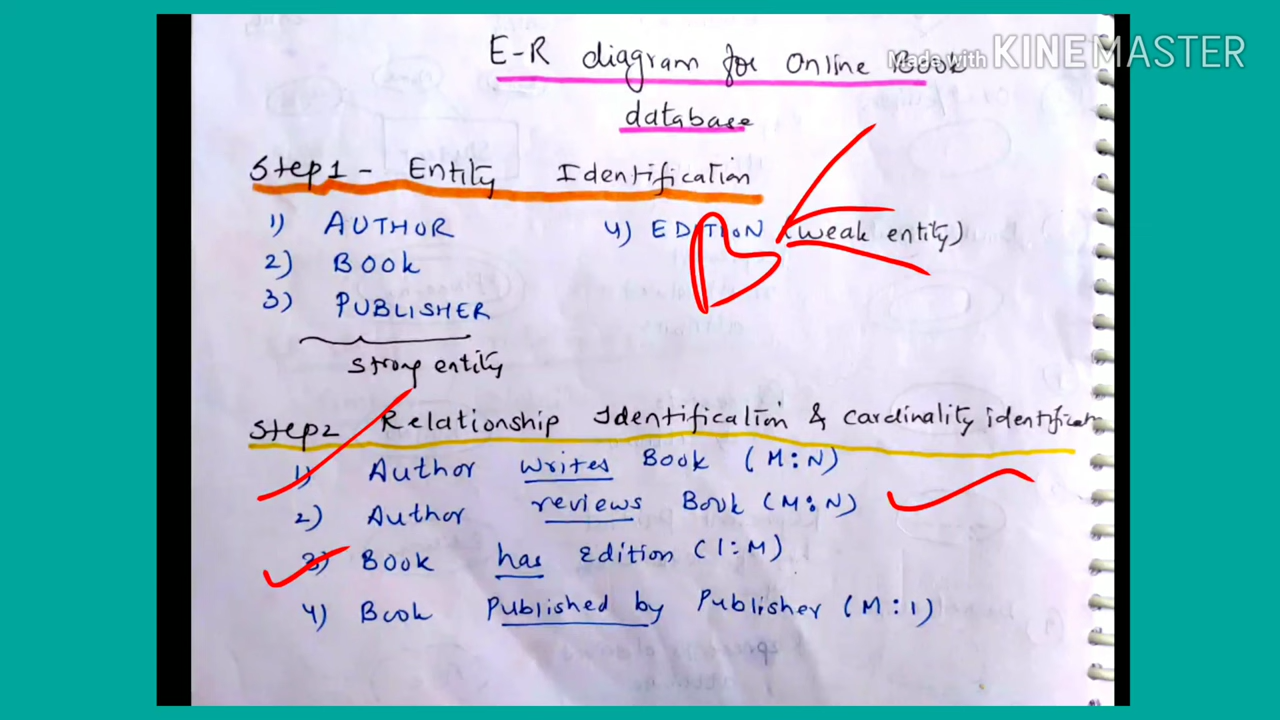 E-R diagram for Online Book
Made with KINEMASTER
database
Step1 - Entity Identification
1) AUTHOR
2) BOOK
3) PUBLISHER
4) EDITION (weak entity)
strong entity
Step2 Relationship Identification & cardinality identificat
1) Author writes Book (M:N)
2) Author reviews Book (M:N)
3) Book has Edition (1:M)
4) Book Published by Publisher (M:1)
B